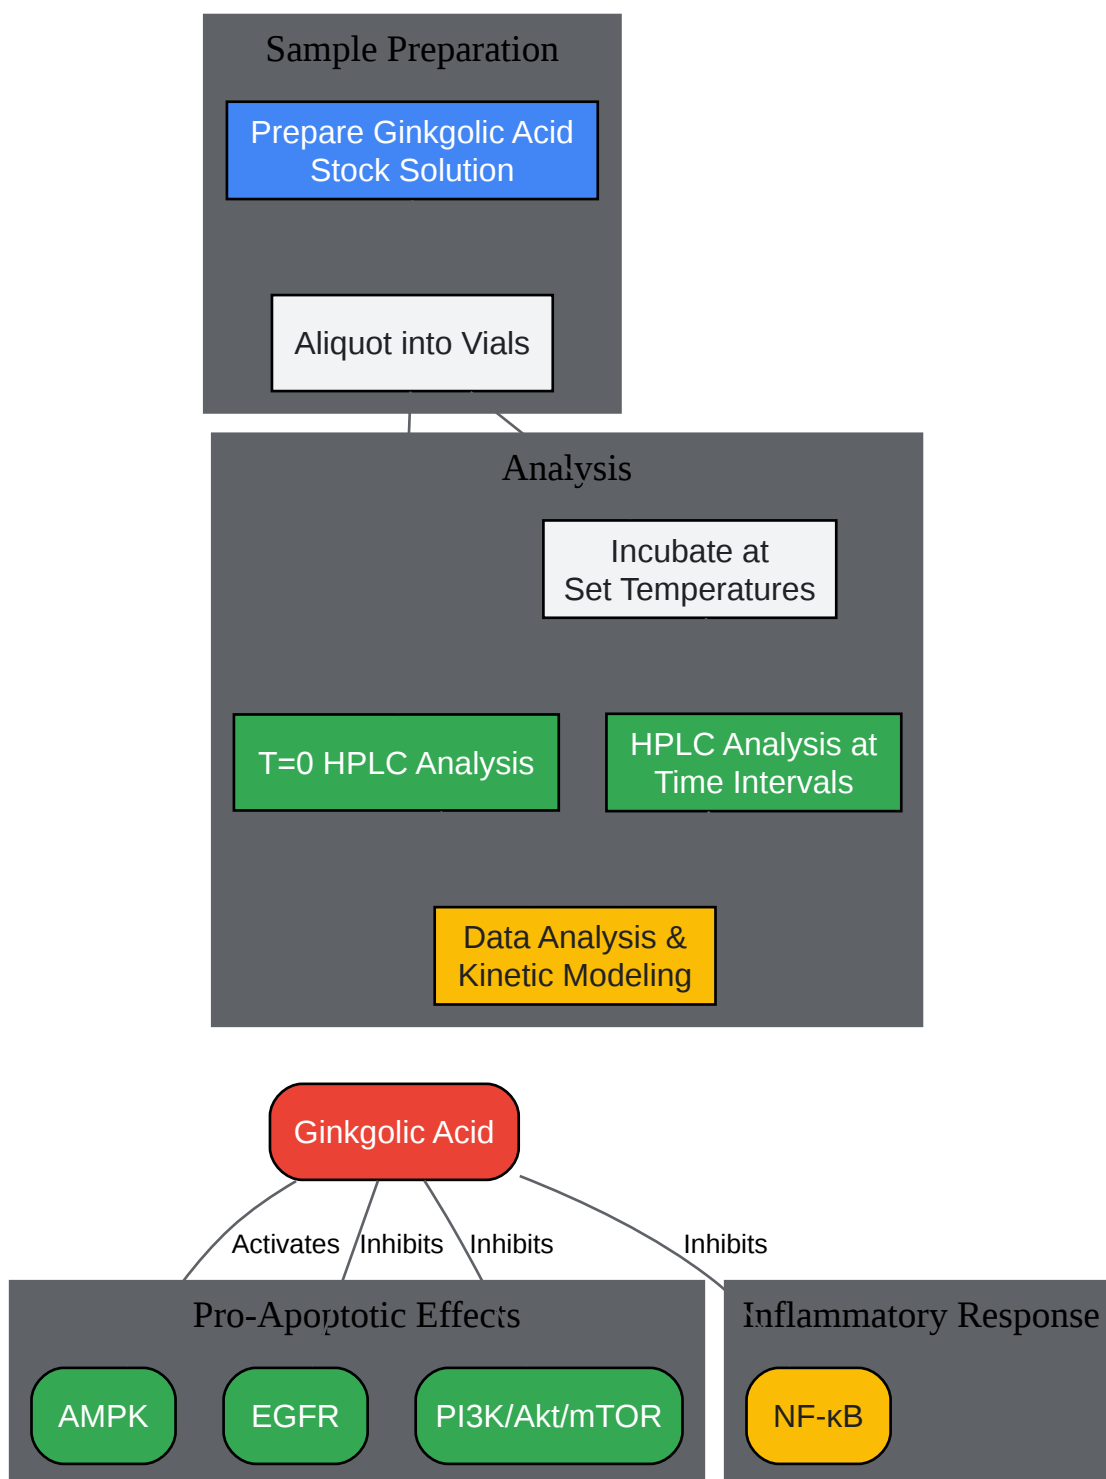 Sample Preparation
Prepare Ginkgolic Acid
Stock Solution
Aliquot into Vials
Analysis
Incubate at
Set Temperatures
T=0 HPLC Analysis
HPLC Analysis at
Time Intervals
Data Analysis &
Kinetic Modeling
Ginkgolic Acid
Activates
Inhibits
Inhibits
Inhibits
Pro-Apoptotic Effects
Inflammatory Response
AMPK
EGFR
PI3K/Akt/mTOR
NF-κB